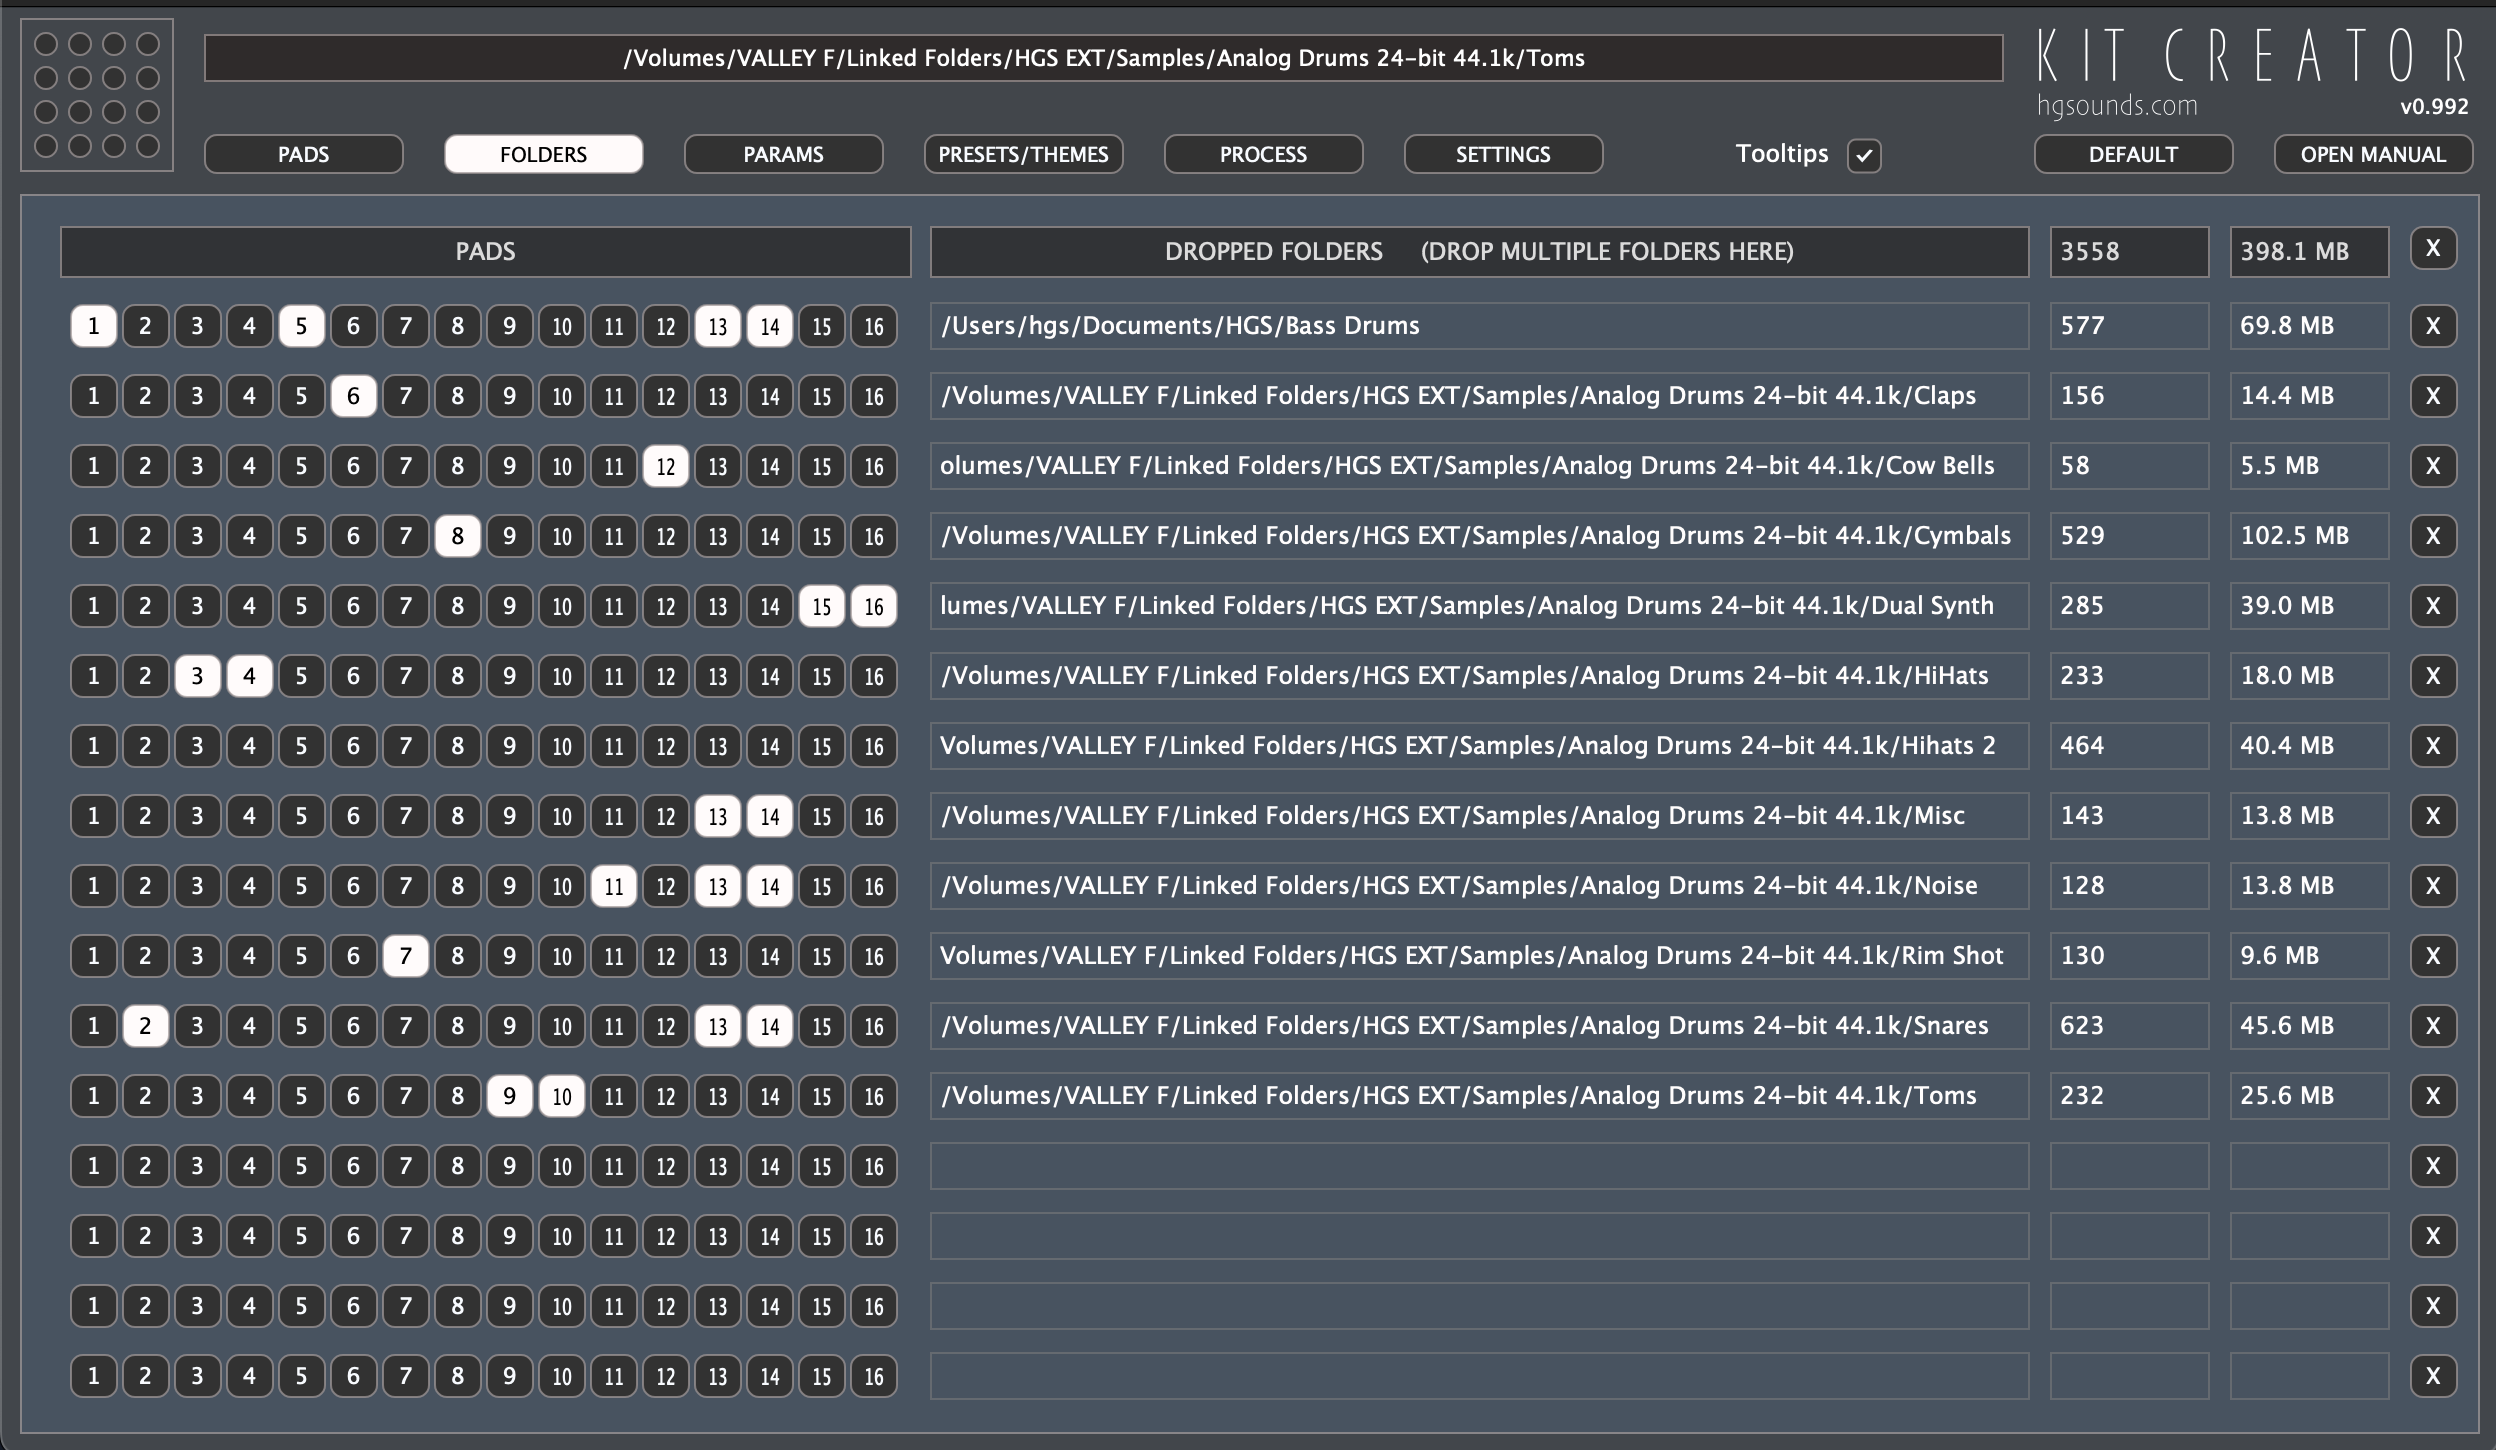 /Volumes/VALLEY F/Linked Folders/HGS EXT/Samples/Analog Drums 24-bit 44.1k/Toms
KIT CREATOR
hgsounds.com v0.992
PADS FOLDERS PARAMS PRESETS/THEMES PROCESS SETTINGS Tooltips DEFAULT OPEN MANUAL
PADS DROPPED FOLDERS (DROP MULTIPLE FOLDERS HERE) 3558 398.1 MB X
1 2 3 4 5 6 7 8 9 10 11 12 13 14 15 16 /Users/hgs/Documents/HGS/Bass Drums 577 69.8 MB X
1 2 3 4 5 6 7 8 9 10 11 12 13 14 15 16 /Volumes/VALLEY F/Linked Folders/HGS EXT/Samples/Analog Drums 24-bit 44.1k/Claps 156 14.4 MB X
1 2 3 4 5 6 7 8 9 10 11 12 13 14 15 16 olumes/VALLEY F/Linked Folders/HGS EXT/Samples/Analog Drums 24-bit 44.1k/Cow Bells 58 5.5 MB X
1 2 3 4 5 6 7 8 9 10 11 12 13 14 15 16 /Volumes/VALLEY F/Linked Folders/HGS EXT/Samples/Analog Drums 24-bit 44.1k/Cymbals 529 102.5 MB X
1 2 3 4 5 6 7 8 9 10 11 12 13 14 15 16 lumes/VALLEY F/Linked Folders/HGS EXT/Samples/Analog Drums 24-bit 44.1k/Dual Synth 285 39.0 MB X
1 2 3 4 5 6 7 8 9 10 11 12 13 14 15 16 /Volumes/VALLEY F/Linked Folders/HGS EXT/Samples/Analog Drums 24-bit 44.1k/HiHats 233 18.0 MB X
1 2 3 4 5 6 7 8 9 10 11 12 13 14 15 16 Volumes/VALLEY F/Linked Folders/HGS EXT/Samples/Analog Drums 24-bit 44.1k/Hihats 2 464 40.4 MB X
1 2 3 4 5 6 7 8 9 10 11 12 13 14 15 16 /Volumes/VALLEY F/Linked Folders/HGS EXT/Samples/Analog Drums 24-bit 44.1k/Misc 143 13.8 MB X
1 2 3 4 5 6 7 8 9 10 11 12 13 14 15 16 /Volumes/VALLEY F/Linked Folders/HGS EXT/Samples/Analog Drums 24-bit 44.1k/Noise 128 13.8 MB X
1 2 3 4 5 6 7 8 9 10 11 12 13 14 15 16 Volumes/VALLEY F/Linked Folders/HGS EXT/Samples/Analog Drums 24-bit 44.1k/Rim Shot 130 9.6 MB X
1 2 3 4 5 6 7 8 9 10 11 12 13 14 15 16 /Volumes/VALLEY F/Linked Folders/HGS EXT/Samples/Analog Drums 24-bit 44.1k/Snares 623 45.6 MB X
1 2 3 4 5 6 7 8 9 10 11 12 13 14 15 16 /Volumes/VALLEY F/Linked Folders/HGS EXT/Samples/Analog Drums 24-bit 44.1k/Toms 232 25.6 MB X
1 2 3 4 5 6 7 8 9 10 11 12 13 14 15 16 X
1 2 3 4 5 6 7 8 9 10 11 12 13 14 15 16 X
1 2 3 4 5 6 7 8 9 10 11 12 13 14 15 16 X
1 2 3 4 5 6 7 8 9 10 11 12 13 14 15 16 X